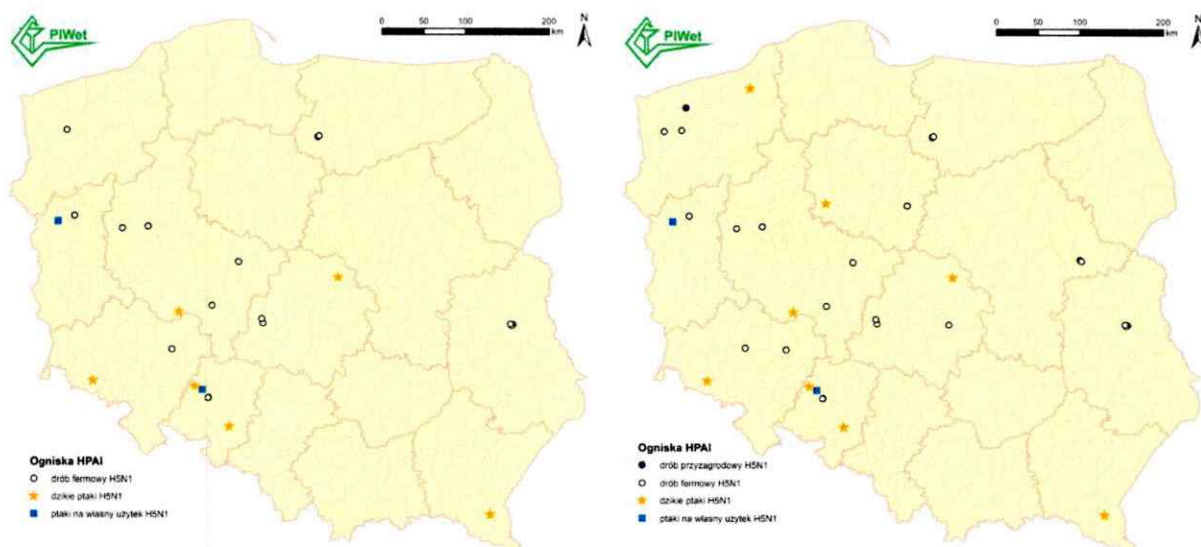 PIWet
0 50 100 200
km
N
Ogniska HPAI
drób fermowy H5N1
dzikie ptaki H5N1
ptaki na własny użytek H5N1
PIWet
0 50 100 200
km
N
Ogniska HPAI
drób przyzagrodowy H5N1
drób fermowy H5N1
dzikie ptaki H5N1
ptaki na własny użytek H5N1